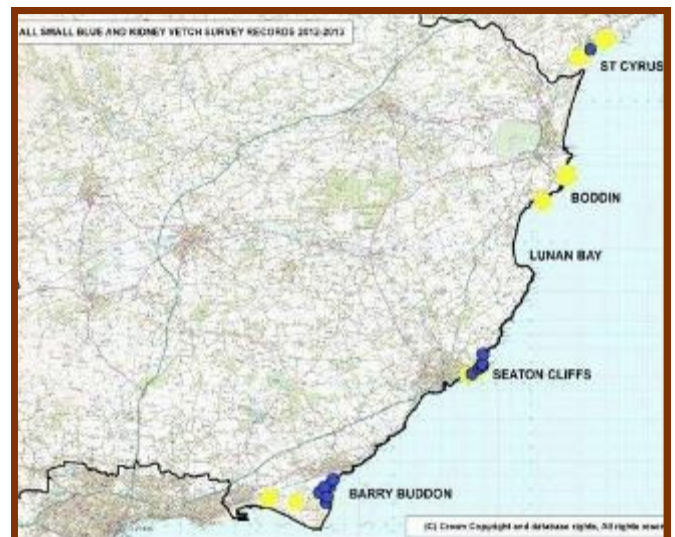 ALL SMALL BLUE AND KIDNEY VETCH SURVEY RECORDS 2012-2013
ST CYRUS
BODDIN
LUNAN BAY
SEATON CLIFFS
BARRY BUDDON
(C) Crown Copyright and database rights, All rights